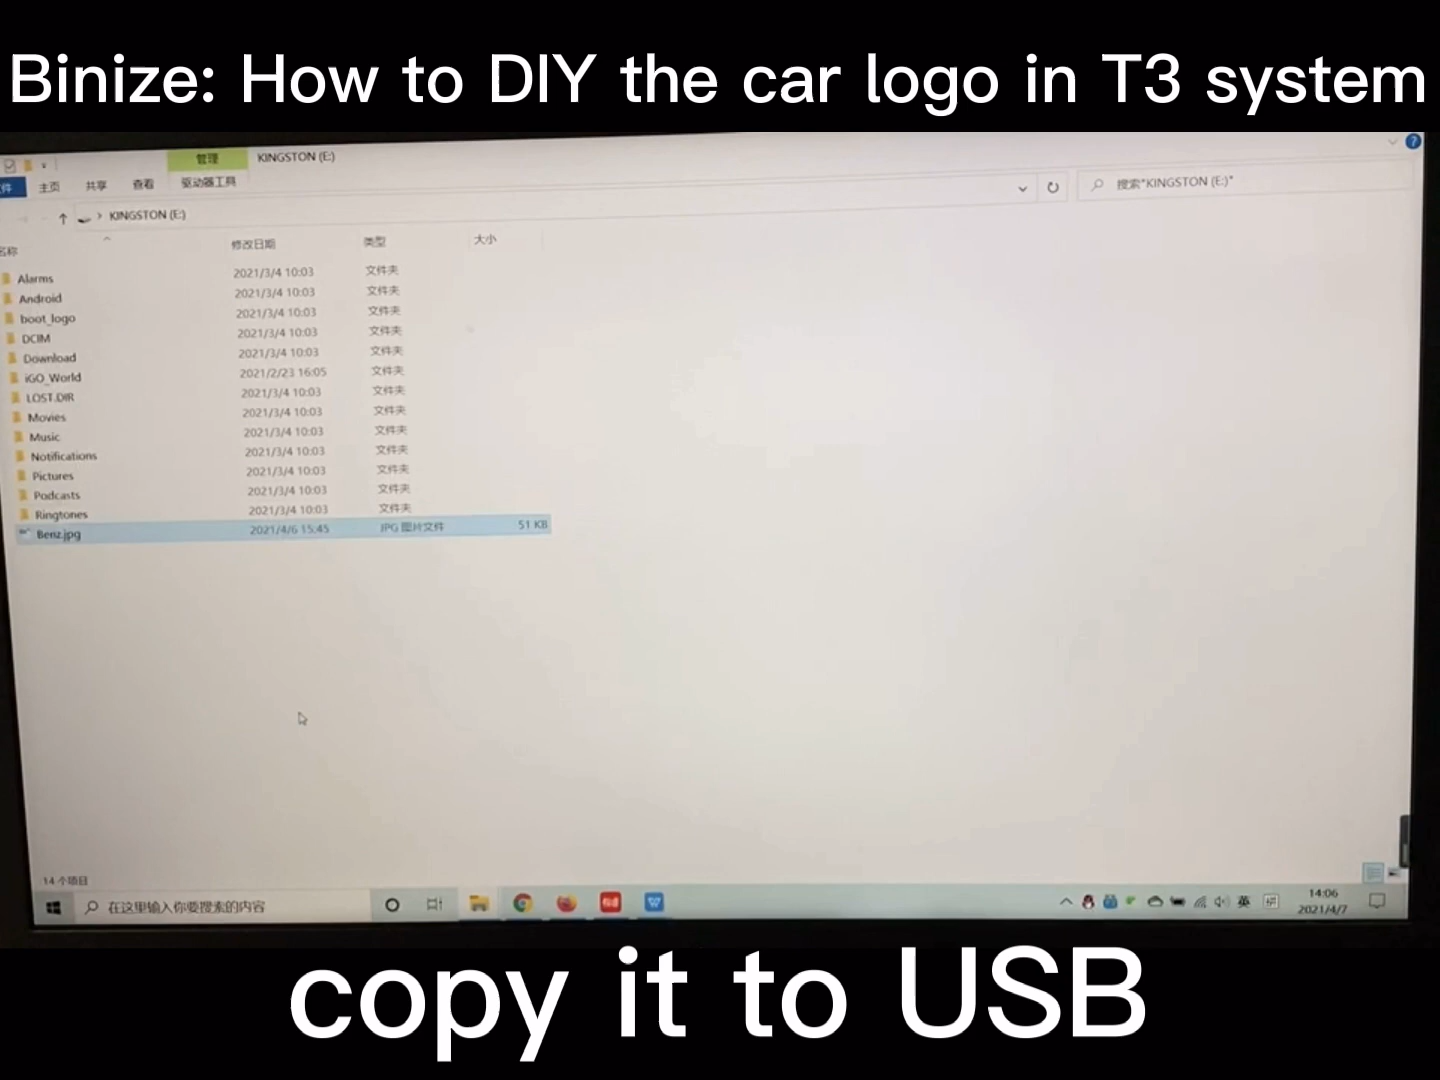 Binize: How to DIY the car logo in T3 system
管理 KINGSTON (E:)
件 主页 共享 查看 驱动器工具
KINGSTON (E:) 搜索"KINGSTON (E:)"
名称 修改日期 类型 大小
Alarms 2021/3/4 10:03 文件夹
Android 2021/3/4 10:03 文件夹
boot_logo 2021/3/4 10:03 文件夹
DCIM 2021/3/4 10:03 文件夹
Download 2021/3/4 10:03 文件夹
iGO_World 2021/2/23 16:05 文件夹
LOST.DIR 2021/3/4 10:03 文件夹
Movies 2021/3/4 10:03 文件夹
Music 2021/3/4 10:03 文件夹
Notifications 2021/3/4 10:03 文件夹
Pictures 2021/3/4 10:03 文件夹
Podcasts 2021/3/4 10:03 文件夹
Ringtones 2021/3/4 10:03 文件夹
Benz.jpg 2021/4/6 15:45 JPG 图片文件 51 KB
14 个项目
在这里输入你要搜索的内容 英 拼 14:06
2021/4/7
copy it to USB